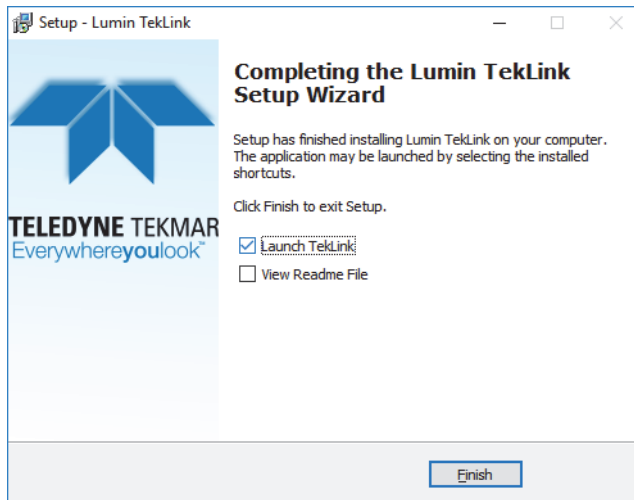 Setup - Lumin TekLink
Completing the Lumin TekLink
Setup Wizard
Setup has finished installing Lumin TekLink on your computer.
The application may be launched by selecting the installed
shortcuts.
Click Finish to exit Setup.
TELEDYNE TEKMAR
Everywhereyoulook™
Launch TekLink
View Readme File
Finish